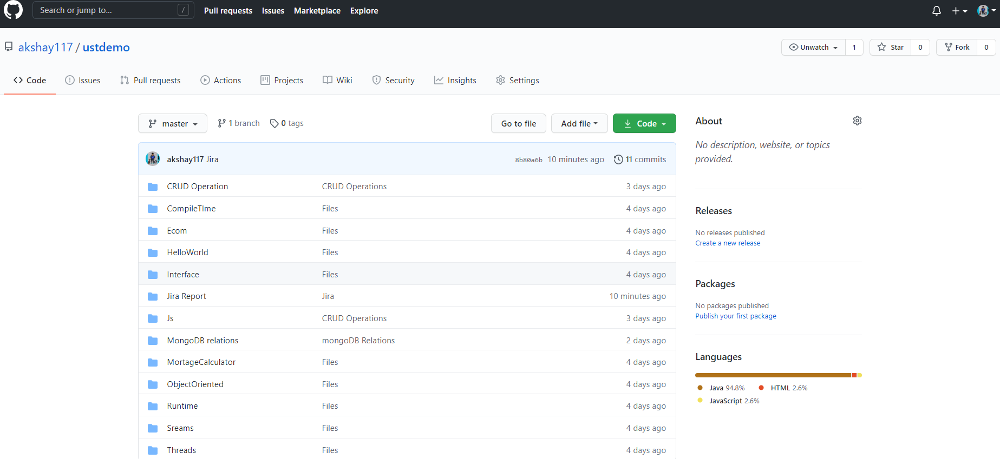 Search or jump to... /
Pull requests Issues Marketplace Explore
akshay117 / ustdemo
Unwatch 1 Star 0 Fork 0
Code Issues Pull requests Actions Projects Wiki Security Insights Settings
master 1 branch 0 tags Go to file Add file Code
akshay117 Jira 8b80a6b 10 minutes ago 11 commits
CRUD Operation CRUD Operations 3 days ago
CompileTIme Files 4 days ago
Ecom Files 4 days ago
HelloWorld Files 4 days ago
Interface Files 4 days ago
Jira Report Jira 10 minutes ago
Js CRUD Operations 3 days ago
MongoDB relations mongoDB Relations 2 days ago
MortageCalculator Files 4 days ago
ObjectOriented Files 4 days ago
Runtime Files 4 days ago
Sreams Files 4 days ago
Threads Files 4 days ago
About
No description, website, or topics
provided.
Releases
No releases published
Create a new release
Packages
No packages published
Publish your first package
Languages
Java 94.8% HTML 2.6%
JavaScript 2.6%